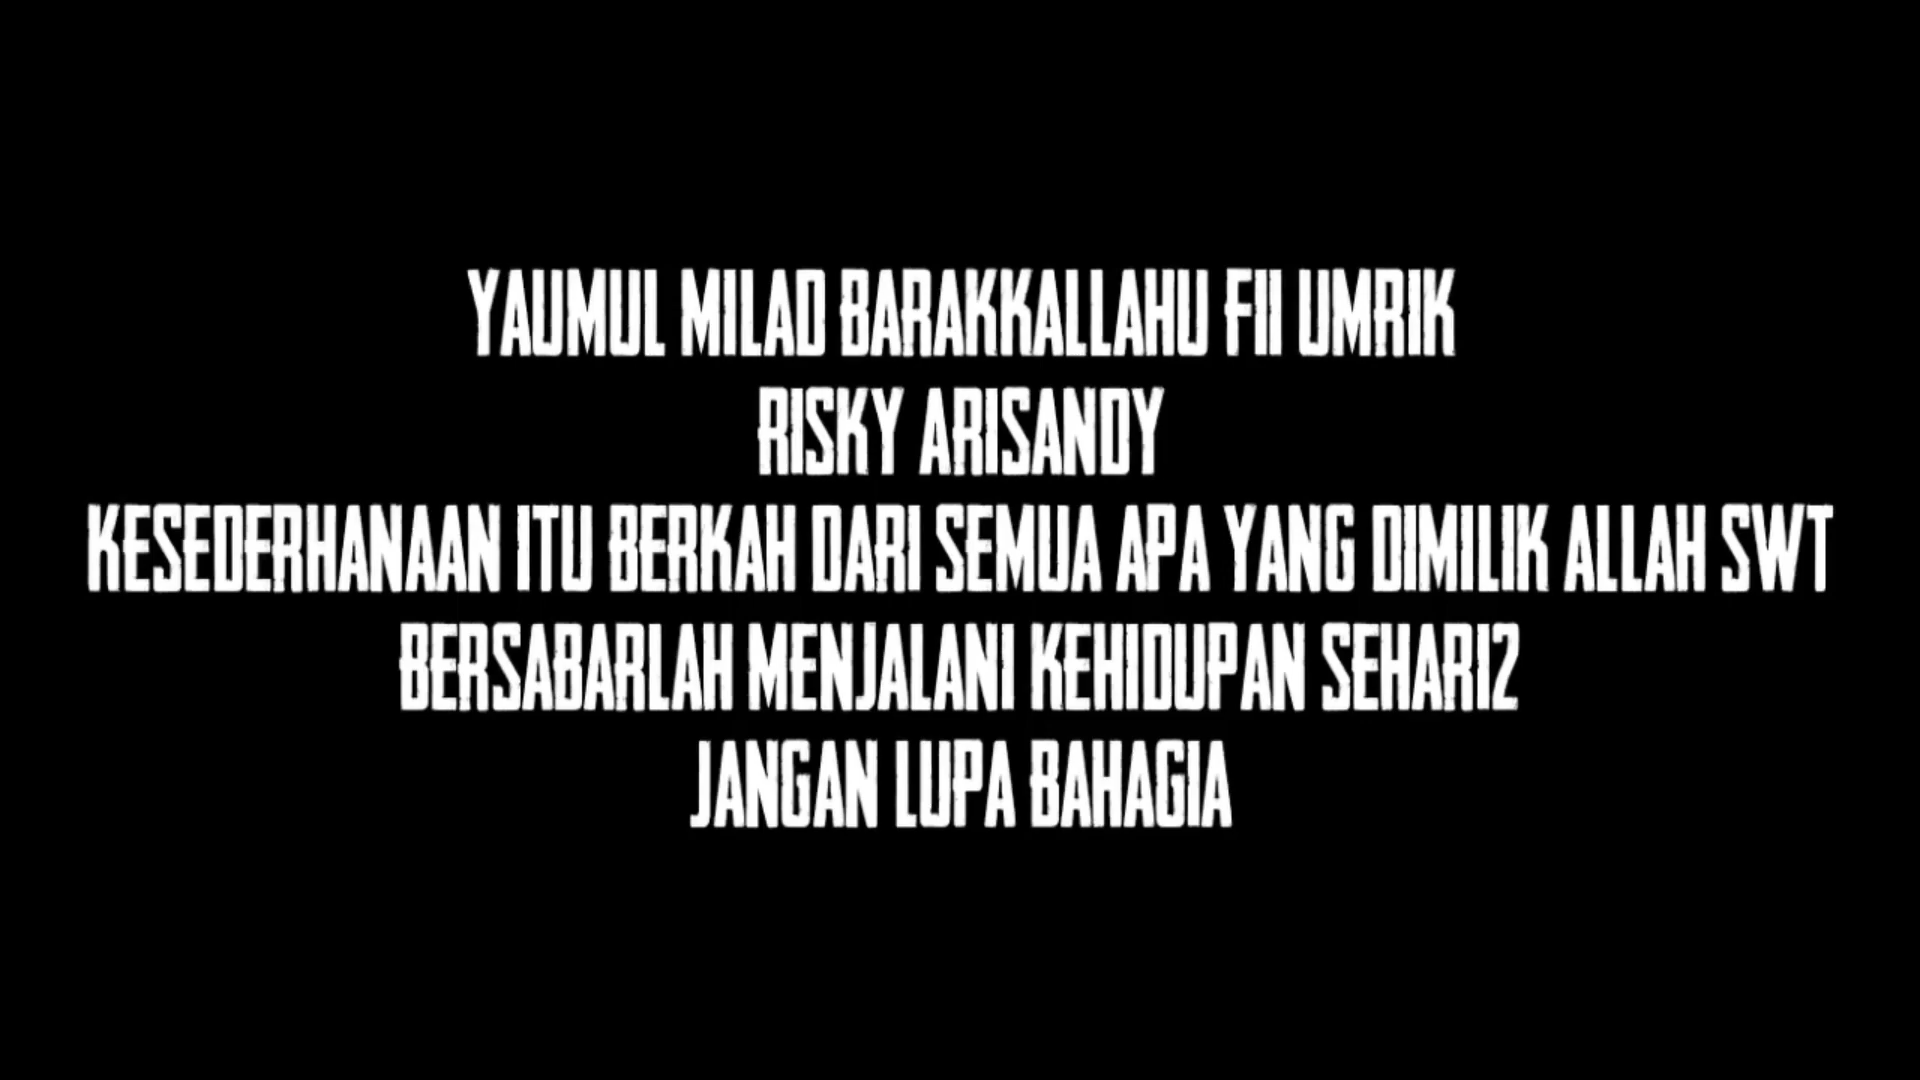 YAUMUL MILAD BARAKKALLAHU FII UMRIK
RISKY ARISANDY
KESEDERHANAAN ITU BERKAH DARI SEMUA APA YANG DIMILIK ALLAH SWT
BERSABARLAH MENJALANI KEHIDUPAN SEHARI2
JANGAN LUPA BAHAGIA